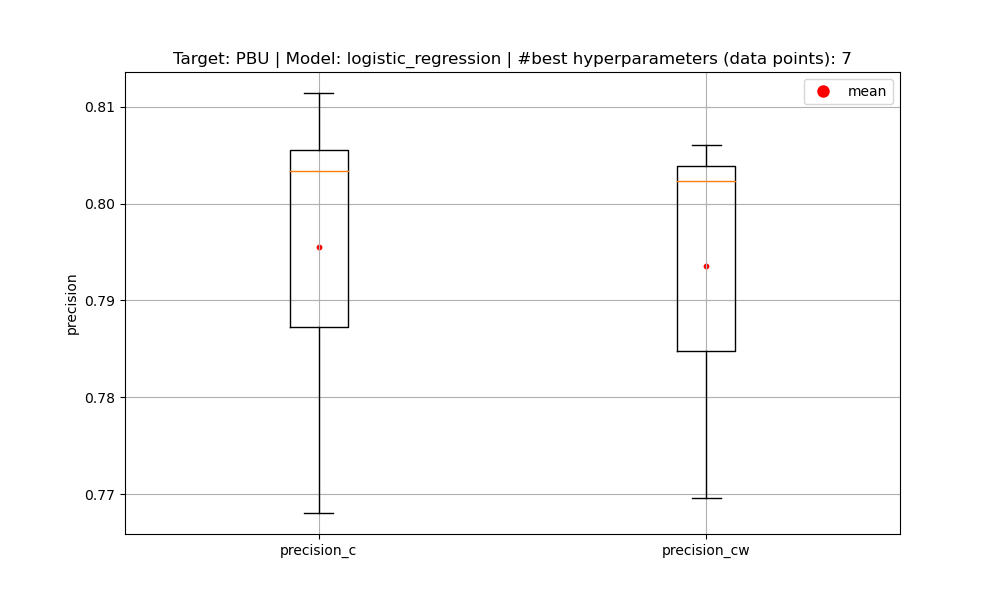 Target: PBU | Model: logistic_regression | #best hyperparameters (data points): 7
mean
0.81
0.80
0.79
0.78
0.77
precision
precision_c
precision_cw